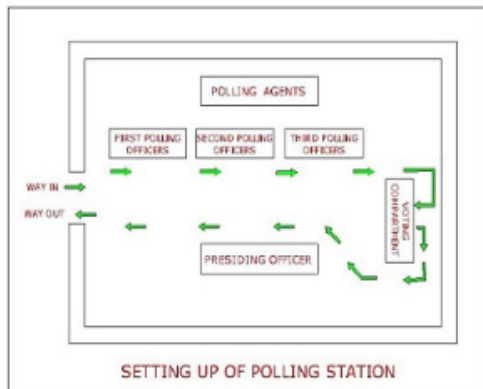 POLLING AGENTS
FIRST POLLING
OFFICERS
SECOND POLLING
OFFICERS
THIRD POLLING
OFFICERS
WAY IN
WAY OUT
VOTING
COMPARTMENT
PRESIDING OFFICER
SETTING UP OF POLLING STATION